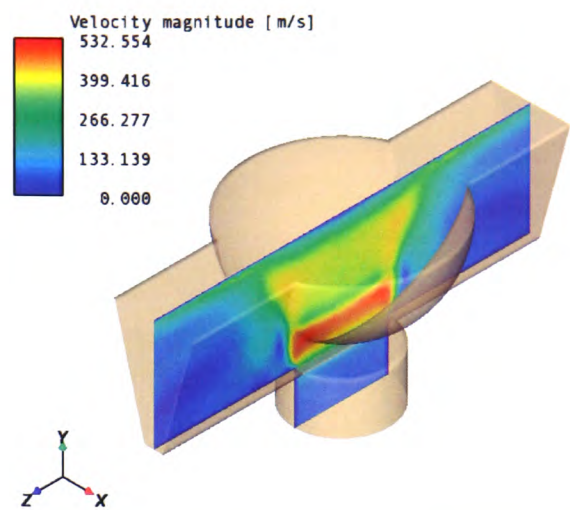 Velocity magnitude [m/s]
532.554
399.416
266.277
133.139
0.000
Y
Z
X